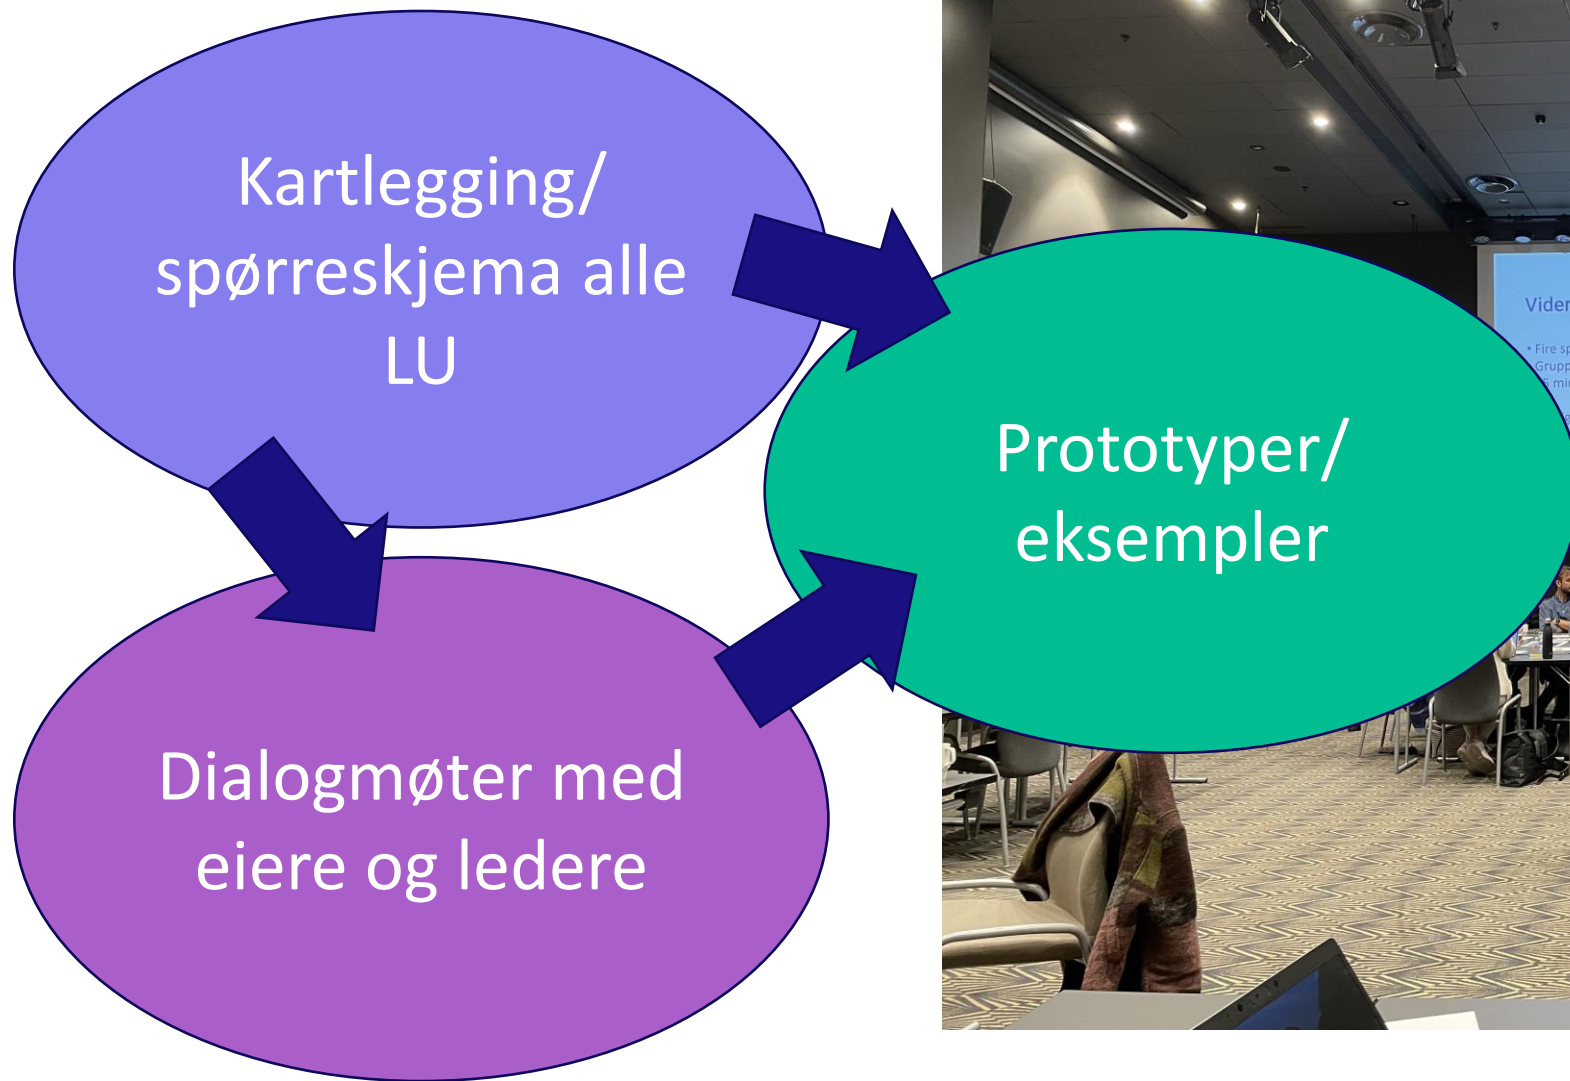 Kartlegging/
spørreskjema alle
LU
Prototyper/
eksempler
Dialogmøter med
eiere og ledere